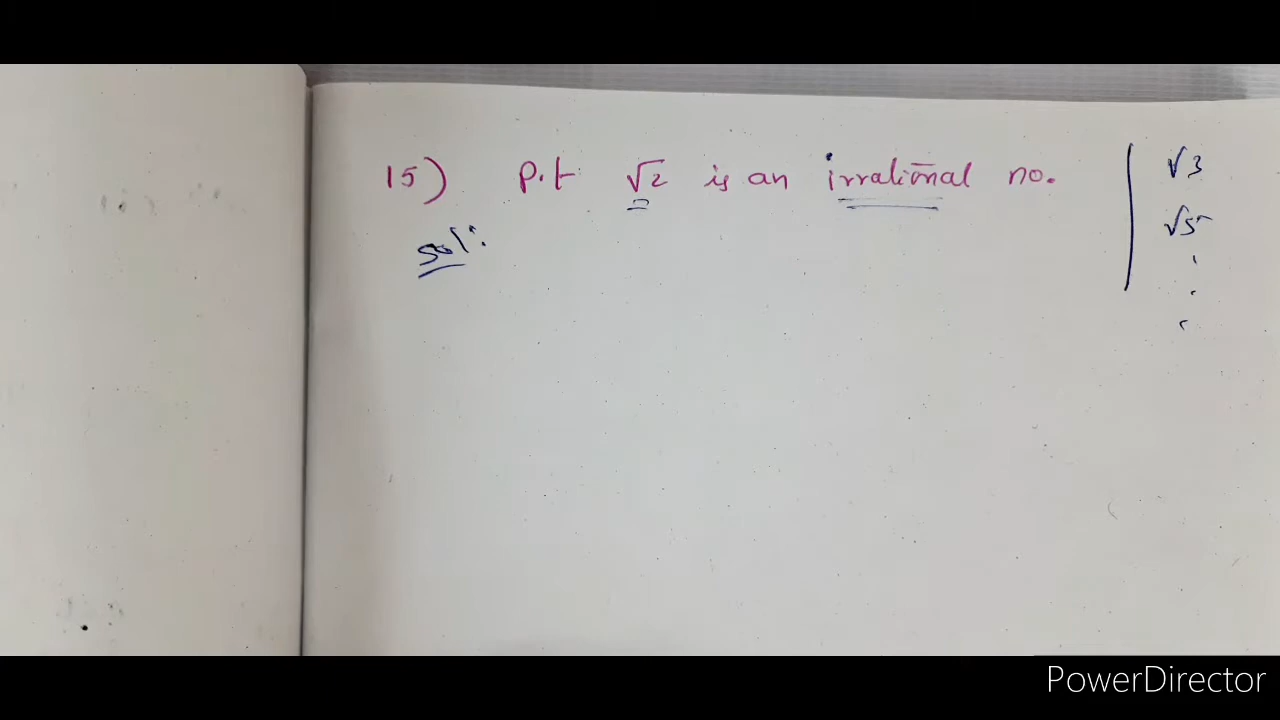 15) P.t √2 is an irrational no.
Sol:
√3
√5
PowerDirector